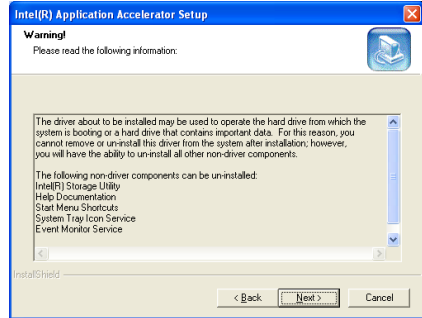 Intel(R) Application Accelerator Setup
Warning!
Please read the following information:
The driver about to be installed may be used to operate the hard drive from which the
system is booting or a hard drive that contains important data. For this reason, you
cannot remove or un-install this driver from the system after installation; however,
you will have the ability to un-install all other non-driver components.
The following non-driver components can be un-installed:
Intel(R) Storage Utility
Help Documentation
Start Menu Shortcuts
System Tray Icon Service
Event Monitor Service
InstallShield
< Back
Next >
Cancel